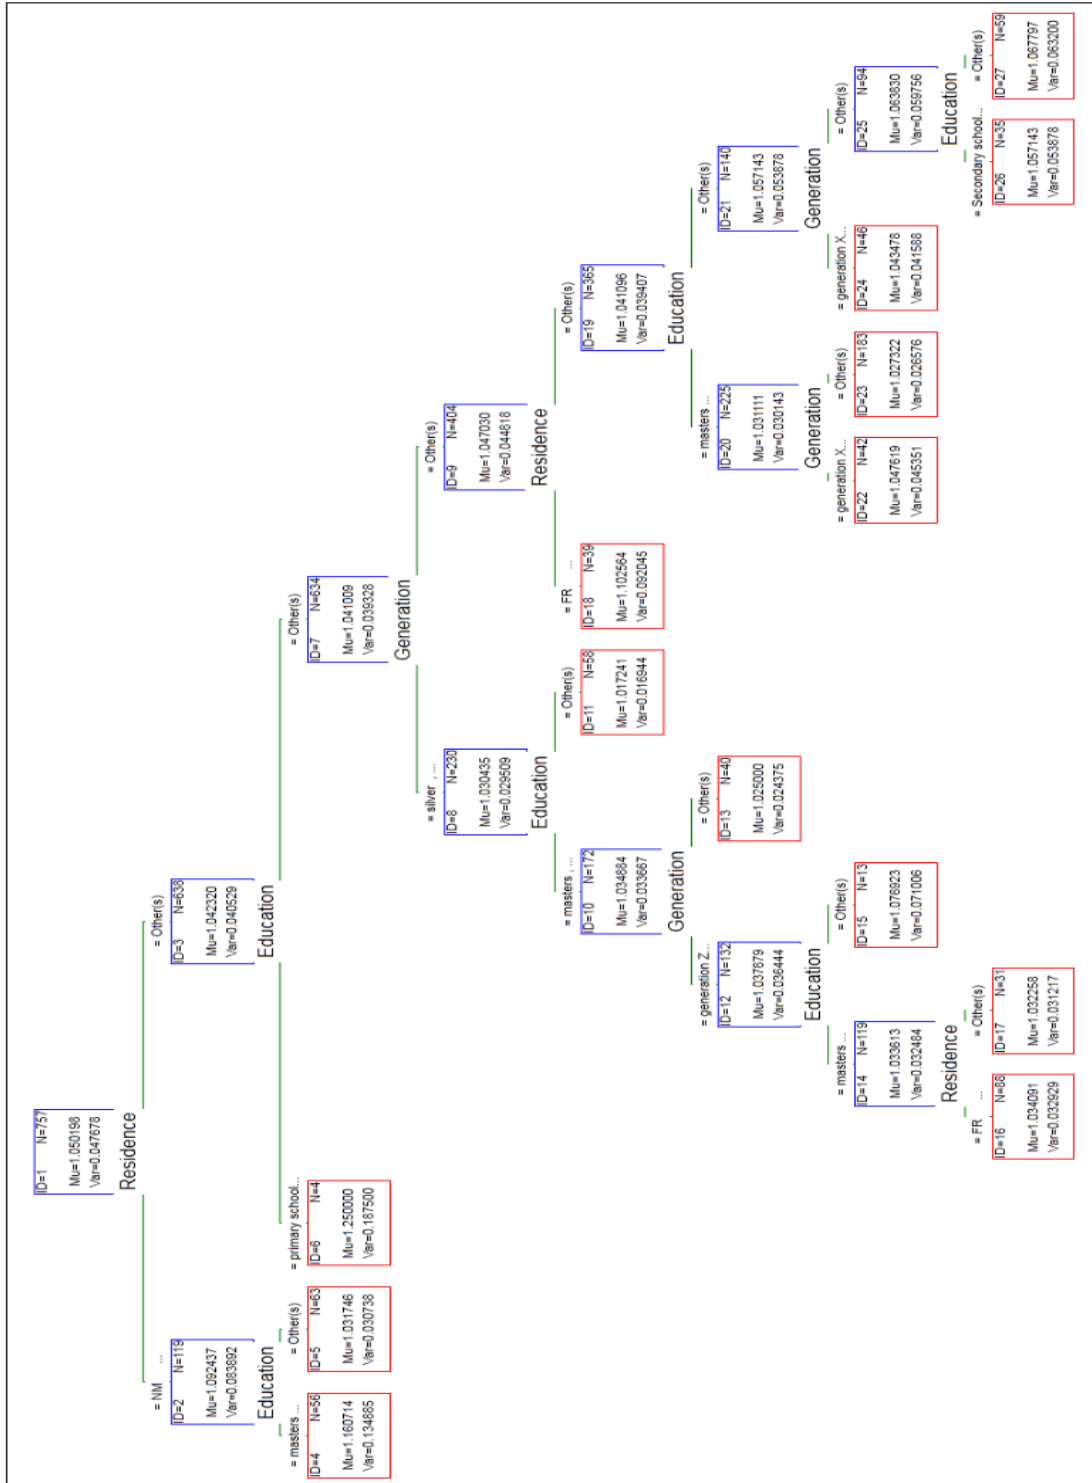 ID=1 N=757
Mu=1.050198
Var=0.047678
Residence
= NM ...
= Other(s)
ID=2 N=119
Mu=1.092437
Var=0.083892
Education
ID=3 N=638
Mu=1.042320
Var=0.040529
Education
= masters ...
= Other(s)
= primary school...
= Other(s)
ID=4 N=56
Mu=1.160714
Var=0.134885
ID=5 N=63
Mu=1.031746
Var=0.030738
ID=6 N=4
Mu=1.250000
Var=0.187500
ID=7 N=634
Mu=1.041009
Var=0.039328
Generation
= silver , ...
= Other(s)
ID=8 N=230
Mu=1.030435
Var=0.029509
Education
ID=9 N=404
Mu=1.047030
Var=0.044818
Residence
= masters , ...
= Other(s)
= FR ...
= Other(s)
ID=10 N=172
Mu=1.034884
Var=0.033667
Generation
ID=11 N=58
Mu=1.017241
Var=0.016944
ID=18 N=39
Mu=1.102564
Var=0.092045
ID=19 N=365
Mu=1.041096
Var=0.039407
Education
= generation Z...
= Other(s)
= masters ...
= Other(s)
ID=12 N=132
Mu=1.037879
Var=0.036444
Education
ID=13 N=40
Mu=1.025000
Var=0.024375
ID=20 N=225
Mu=1.031111
Var=0.030143
Generation
ID=21 N=140
Mu=1.057143
Var=0.053878
Generation
= masters ...
= Other(s)
= generation X...
= Other(s)
= generation X...
= Other(s)
ID=14 N=119
Mu=1.033613
Var=0.032484
Residence
ID=15 N=13
Mu=1.076923
Var=0.071006
ID=22 N=42
Mu=1.047619
Var=0.045351
ID=23 N=183
Mu=1.027322
Var=0.026576
ID=24 N=46
Mu=1.043478
Var=0.041588
ID=25 N=94
Mu=1.063830
Var=0.059756
Education
= FR ...
= Other(s)
= Secondary school...
= Other(s)
ID=16 N=88
Mu=1.034091
Var=0.032929
ID=17 N=31
Mu=1.032258
Var=0.031217
ID=26 N=35
Mu=1.057143
Var=0.053878
ID=27 N=59
Mu=1.067797
Var=0.063200